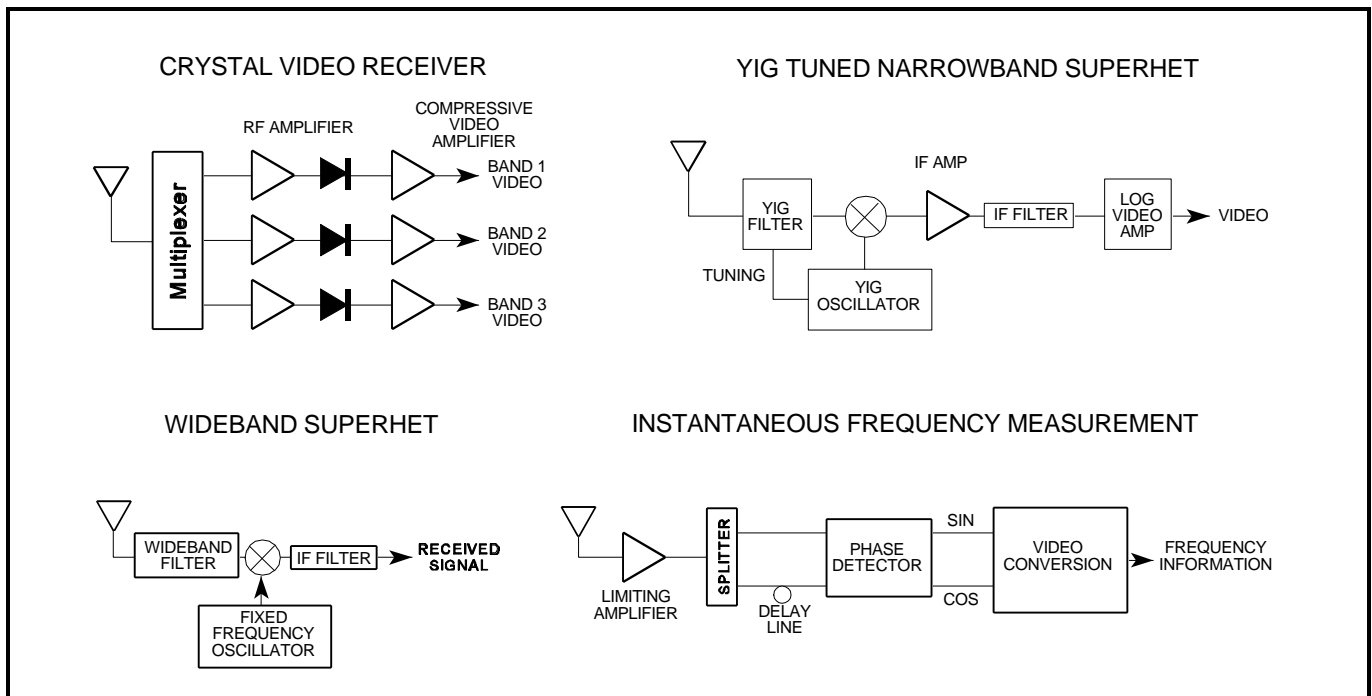 CRYSTAL VIDEO RECEIVER
RF AMPLIFIER
COMPRESSIVE
VIDEO
AMPLIFIER
Multiplexer
BAND 1
VIDEO
BAND 2
VIDEO
BAND 3
VIDEO
YIG TUNED NARROWBAND SUPERHET
IF AMP
YIG
FILTER
IF FILTER
LOG
VIDEO
AMP
VIDEO
TUNING
YIG
OSCILLATOR
WIDEBAND SUPERHET
WIDEBAND
FILTER
IF FILTER
RECEIVED
SIGNAL
FIXED
FREQUENCY
OSCILLATOR
INSTANTANEOUS FREQUENCY MEASUREMENT
LIMITING
AMPLIFIER
SPLITTER
DELAY
LINE
PHASE
DETECTOR
SIN
COS
VIDEO
CONVERSION
FREQUENCY
INFORMATION